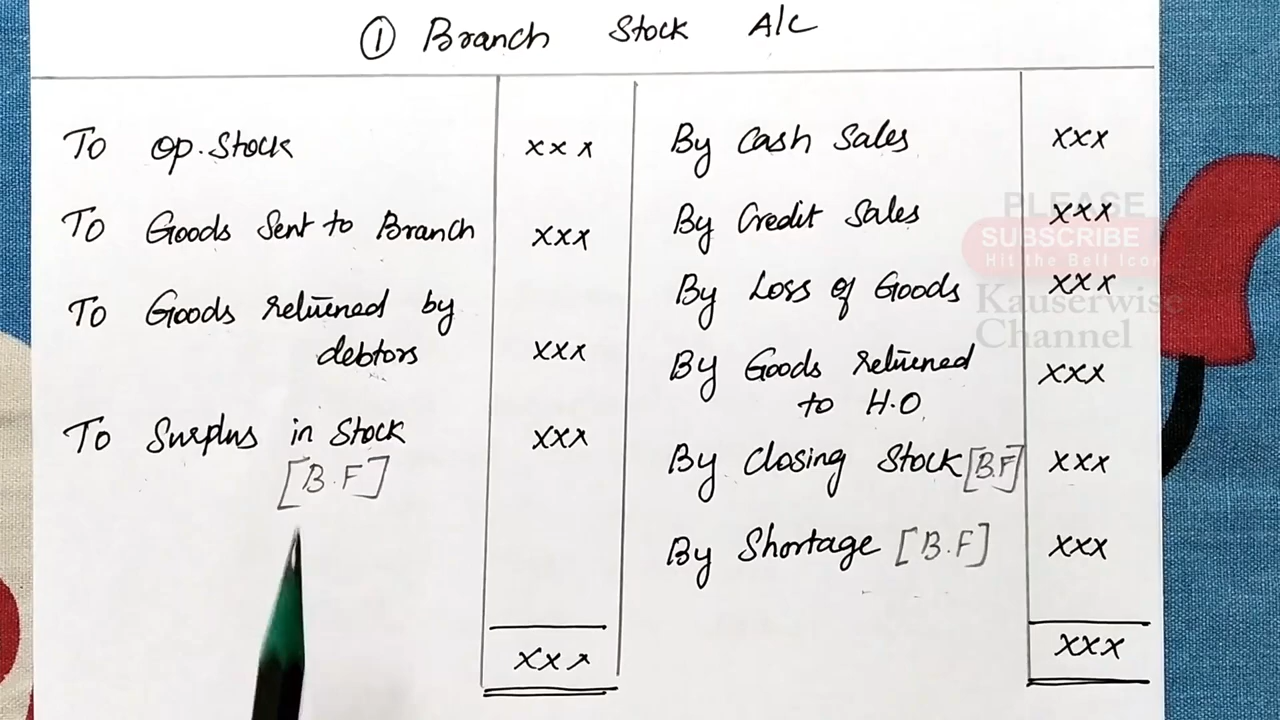 ① Branch Stock A/c
To Op. Stock xxx
To Goods Sent to Branch xxx
To Goods returned by
debtors xxx
To Surplus in Stock xxx
[B.F]
xxx
By Cash Sales xxx
By Credit Sales xxx
By Loss of Goods xxx
By Goods returned
to H.O. xxx
By Closing Stock [B.F] xxx
By Shortage [B.F] xxx
xxx
PLEASE
SUBSCRIBE
Hit the Bell Icon
Kauserwise
Channel